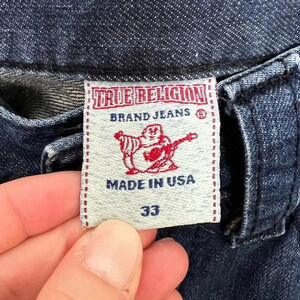 TRUE RELIGION
BRAND JEANS ®
MADE IN USA
33